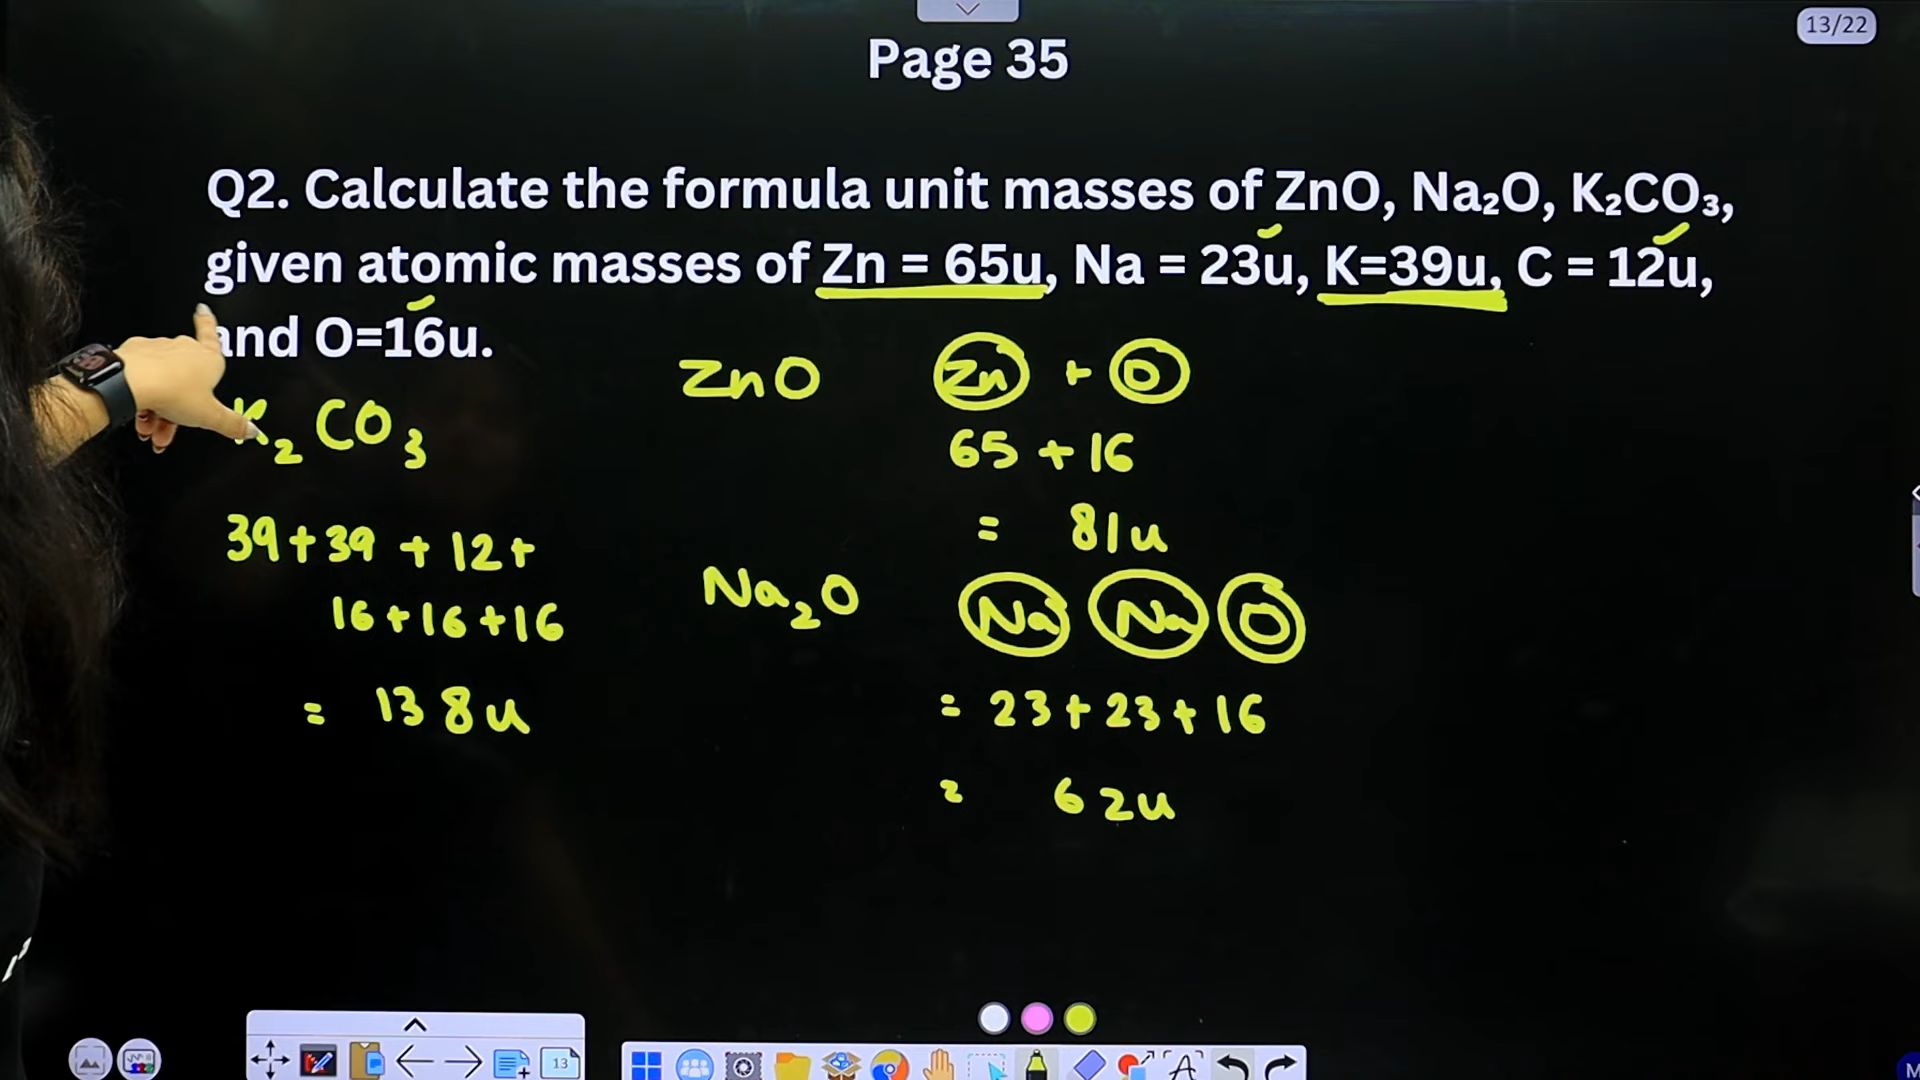 13/22
Page 35
Q2. Calculate the formula unit masses of ZnO, Na₂O, K₂CO₃,
given atomic masses of Zn = 65u, Na = 23u, K=39u, C = 12u,
and O=16u.
K₂CO₃
39+39 + 12+
16+16+16
= 138u
ZnO Zn + O
65 + 16
= 81u
Na₂O Na Na O
= 23+23+16
= 62u
13